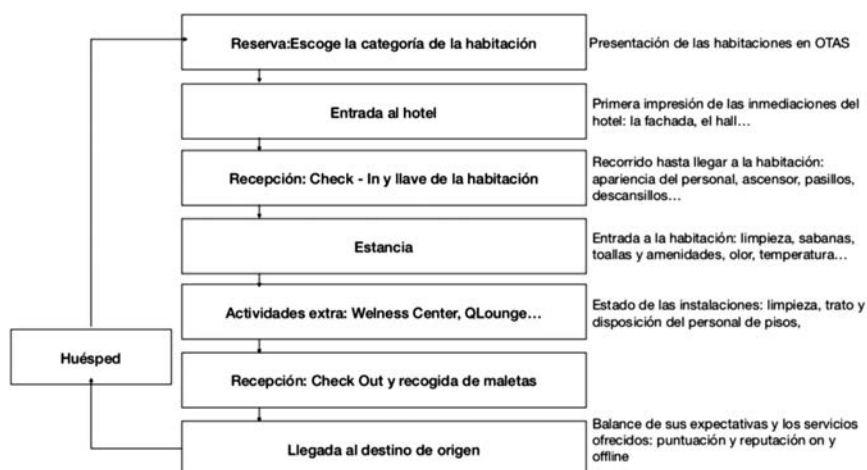 Reserva:Escoge la categoría de la habitación
Presentación de las habitaciones en OTAS
Entrada al hotel
Primera impresión de las inmediaciones del
hotel: la fachada, el hall...
Recepción: Check - In y llave de la habitación
Recorrido hasta llegar a la habitación:
apariencia del personal, ascensor, pasillos,
descansillos...
Estancia
Entrada a la habitación: limpieza, sabanas,
toallas y amenidades, olor, temperatura...
Actividades extra: Welness Center, QLounge...
Estado de las instalaciones: limpieza, trato y
disposición del personal de pisos,
Huésped
Recepción: Check Out y recogida de maletas
Llegada al destino de origen
Balance de sus expectativas y los servicios
ofrecidos: puntuación y reputación on y
offline